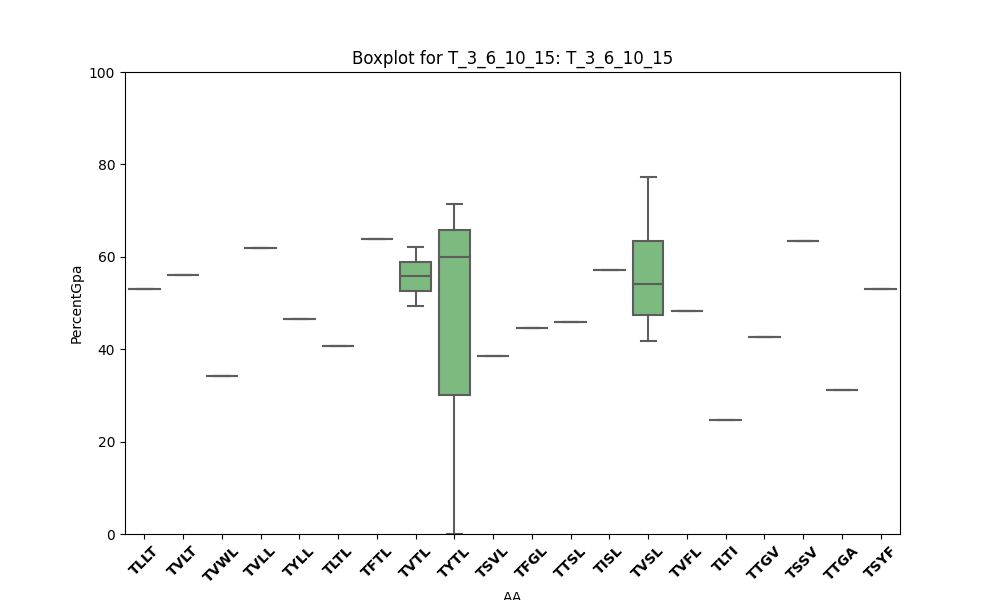 Boxplot for T_3_6_10_15: T_3_6_10_15
100
80
60
40
20
0
PercentGpa
TLLT TVLT TVWL TVLL TYLL TLTL TFTL TVTL TYTL TSVL TFGL TTSL TISL TVSL TVFL TLTI TTGV TSSV TTGA TSYF
AA